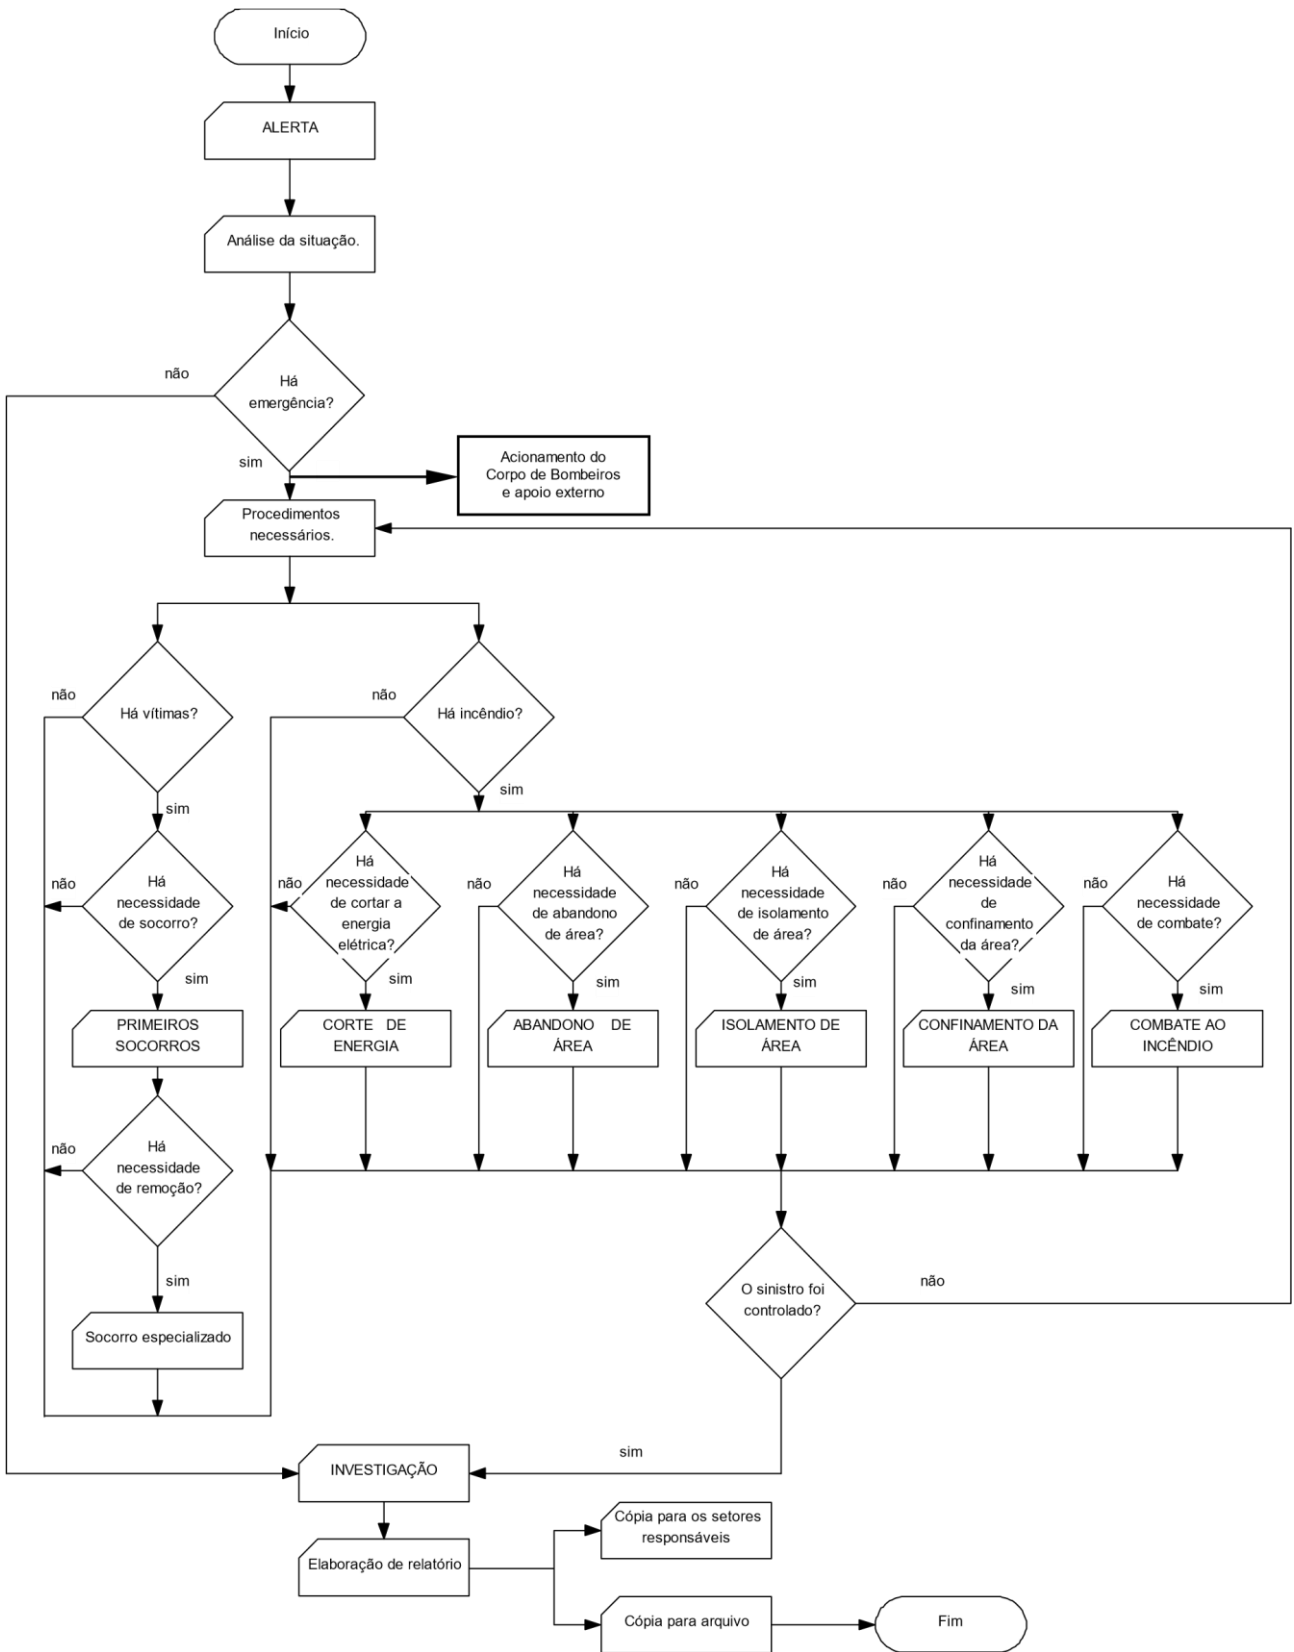 Início
ALERTA
Análise da situação.
não
Há
emergência?
sim
Acionamento do
Corpo de Bombeiros
e apoio externo
Procedimentos
necessários.
não
Há vítimas?
não
Há incêndio?
sim
sim
não
Há
necessidade
de socorro?
não
Há
necessidade
de cortar a
energia
elétrica?
não
Há
necessidade
de abandono
de área?
não
Há
necessidade
de isolamento
de área?
não
Há
necessidade
de
confinamento
da área?
não
Há
necessidade
de combate?
sim
sim
sim
sim
sim
sim
PRIMEIROS
SOCORROS
CORTE DE
ENERGIA
ABANDONO DE
ÁREA
ISOLAMENTO DE
ÁREA
CONFINAMENTO DA
ÁREA
COMBATE AO
INCÊNDIO
não
Há
necessidade
de remoção?
sim
O sinistro foi
controlado?
não
Socorro especializado
sim
INVESTIGAÇÃO
Elaboração de relatório
Cópia para os setores
responsáveis
Cópia para arquivo
Fim